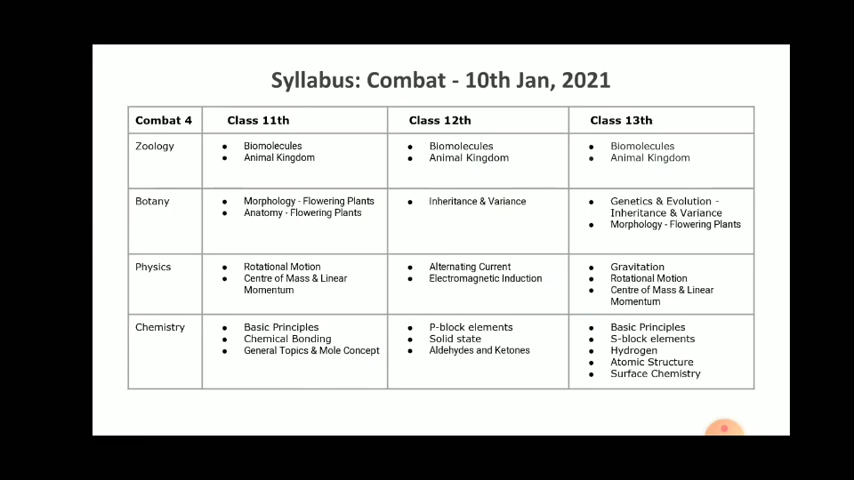 Syllabus: Combat - 10th Jan, 2021
Combat 4 Class 11th Class 12th Class 13th
Zoology
● Biomolecules
● Animal Kingdom
● Biomolecules
● Animal Kingdom
● Biomolecules
● Animal Kingdom
Botany
● Morphology - Flowering Plants
● Anatomy - Flowering Plants
● Inheritance & Variance
● Genetics & Evolution -
Inheritance & Variance
● Morphology - Flowering Plants
Physics
● Rotational Motion
● Centre of Mass & Linear
Momentum
● Alternating Current
● Electromagnetic Induction
● Gravitation
● Rotational Motion
● Centre of Mass & Linear
Momentum
Chemistry
● Basic Principles
● Chemical Bonding
● General Topics & Mole Concept
● P-block elements
● Solid state
● Aldehydes and Ketones
● Basic Principles
● S-block elements
● Hydrogen
● Atomic Structure
● Surface Chemistry